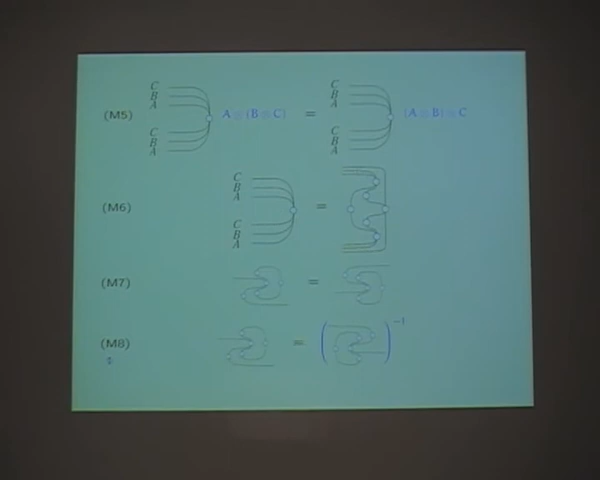 C C
B B
A A
(M5) A⊗(B⊗C) = (A⊗B)⊗C
C C
B B
A A
C
B
A
(M6) =
C
B
A
(M7) =
(M8) = ( )⁻¹